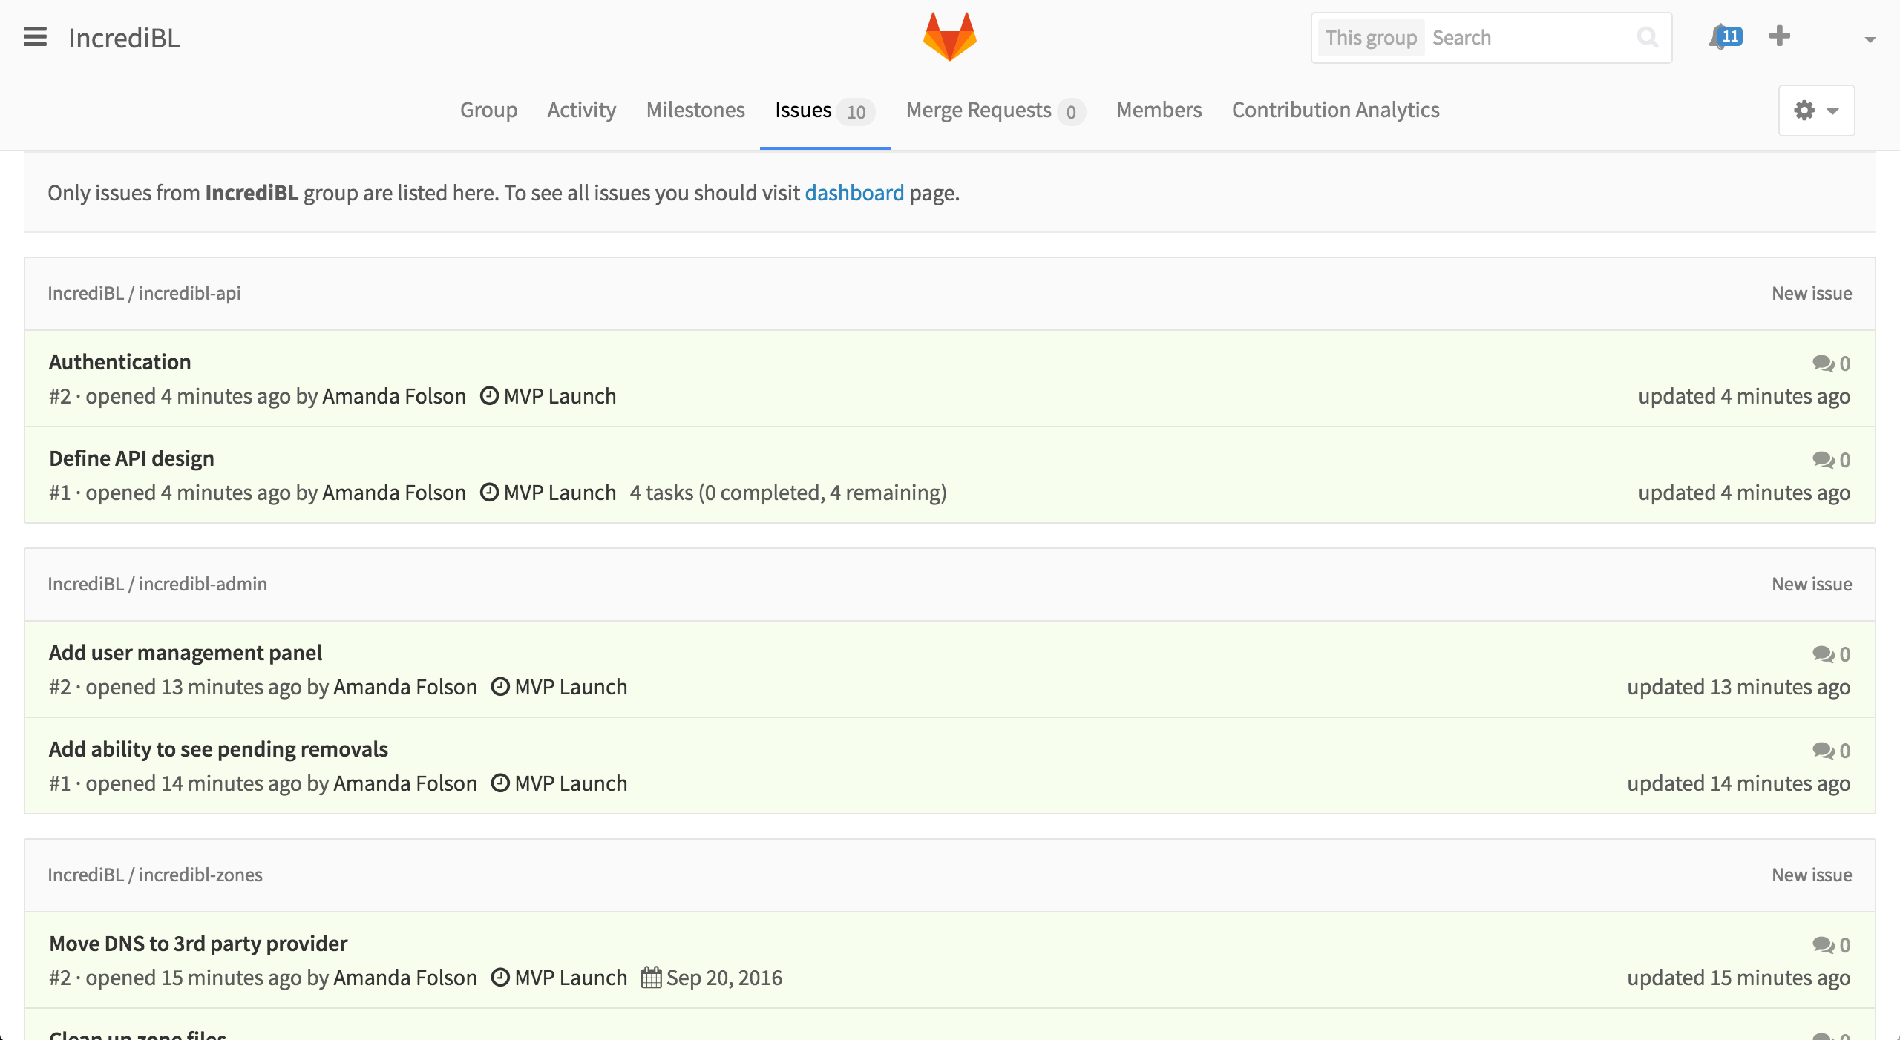 IncrediBL
This group Search
11
Group Activity Milestones Issues 10 Merge Requests 0 Members Contribution Analytics
Only issues from IncrediBL group are listed here. To see all issues you should visit dashboard page.
IncrediBL / incredibl-api New issue
Authentication 0
#2 · opened 4 minutes ago by Amanda Folson MVP Launch updated 4 minutes ago
Define API design 0
#1 · opened 4 minutes ago by Amanda Folson MVP Launch 4 tasks (0 completed, 4 remaining) updated 4 minutes ago
IncrediBL / incredibl-admin New issue
Add user management panel 0
#2 · opened 13 minutes ago by Amanda Folson MVP Launch updated 13 minutes ago
Add ability to see pending removals 0
#1 · opened 14 minutes ago by Amanda Folson MVP Launch updated 14 minutes ago
IncrediBL / incredibl-zones New issue
Move DNS to 3rd party provider 0
#2 · opened 15 minutes ago by Amanda Folson MVP Launch Sep 20, 2016 updated 15 minutes ago
Clean up zone files 0